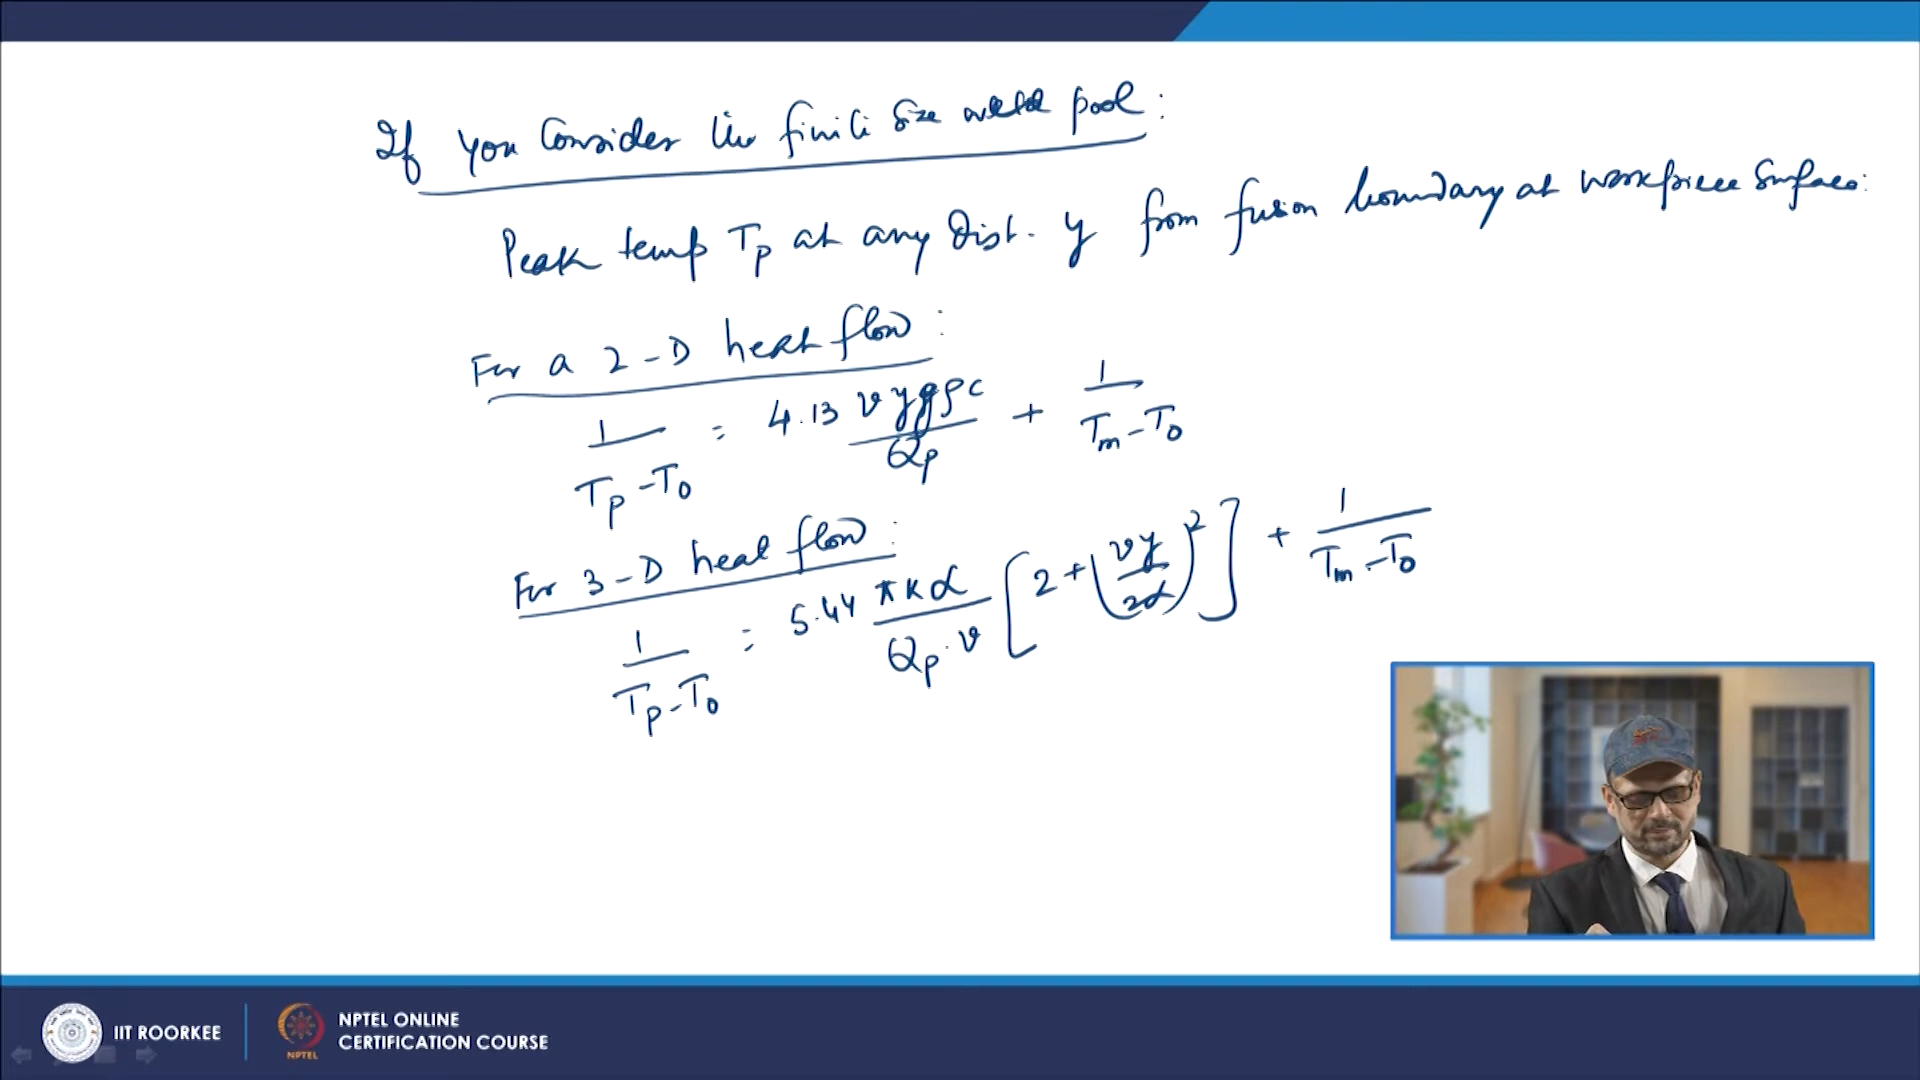 If you Consider the finite size weld pool:
Peak temp Tp at any Dist. y from fusion boundary at workpiece Surface:
For a 2-D heat flow:
1/(Tp-T0) = 4.13 (v y g ρ c)/Qp + 1/(Tm-T0)
For 3-D heat flow:
1/(Tp-T0) = 5.44 (π k α)/(Qp.v) [2+(vy/2α)²] + 1/(Tm-T0)
IIT ROORKEE
NPTEL
NPTEL ONLINE
CERTIFICATION COURSE